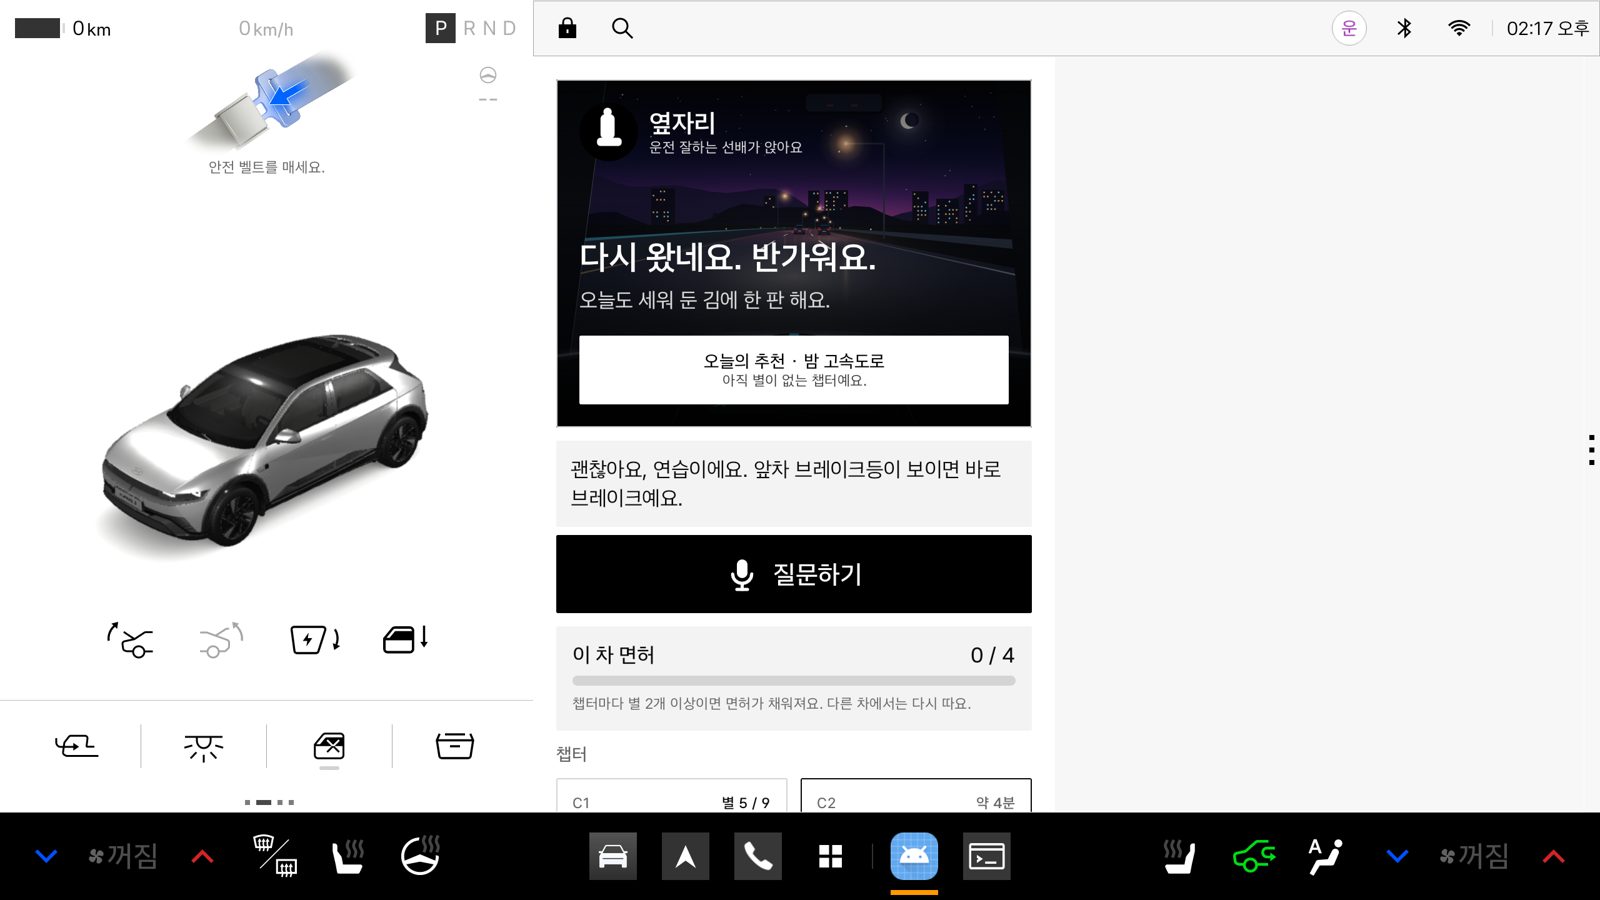 0 km
0 km/h
P R N D
안전 벨트를 매세요.
운
02:17 오후
옆자리
운전 잘하는 선배가 앉아요
다시 왔네요. 반가워요.
오늘도 세워 둔 김에 한 판 해요.
오늘의 추천 · 밤 고속도로
아직 별이 없는 챕터예요.
괜찮아요, 연습이에요. 앞차 브레이크등이 보이면 바로
브레이크예요.
질문하기
이 차 면허 0 / 4
챕터마다 별 2개 이상이면 면허가 채워져요. 다른 차에서는 다시 따요.
챕터
C1 별 5 / 9
C2 약 4분
꺼짐
A
꺼짐